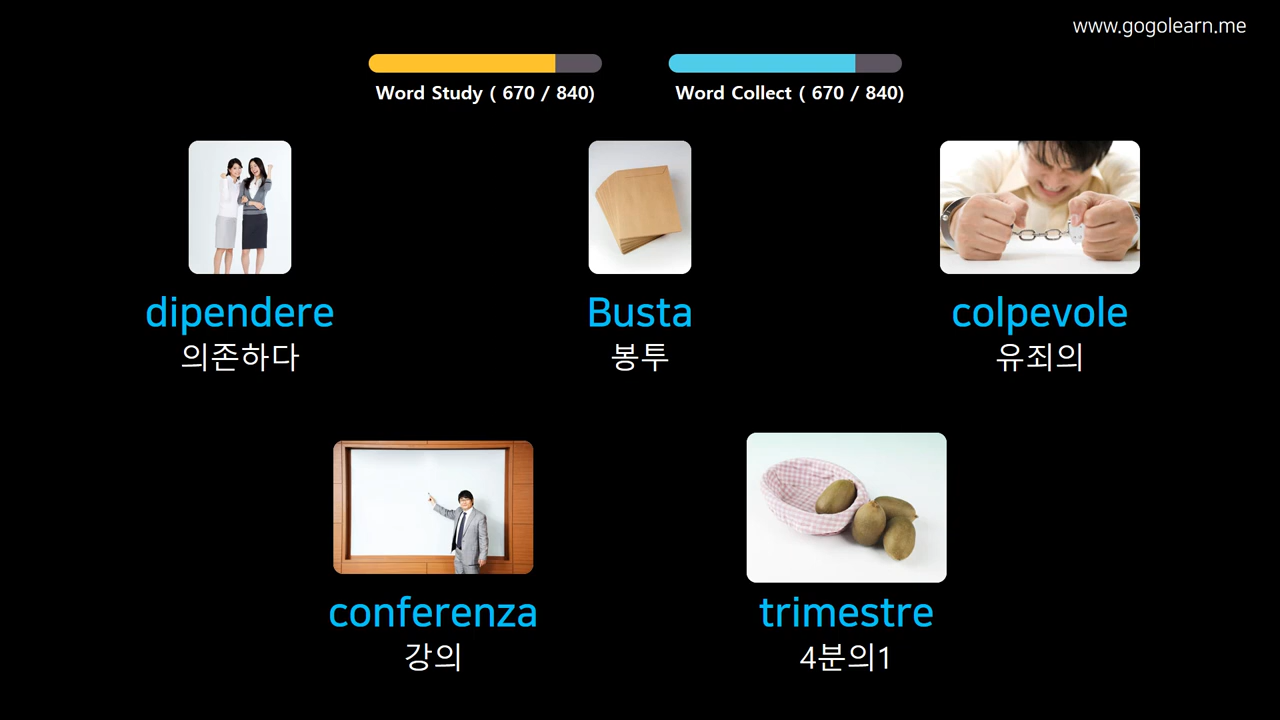 www.gogolearn.me
Word Study ( 670 / 840)
Word Collect ( 670 / 840)
dipendere
의존하다
Busta
봉투
colpevole
유죄의
conferenza
강의
trimestre
4분의1